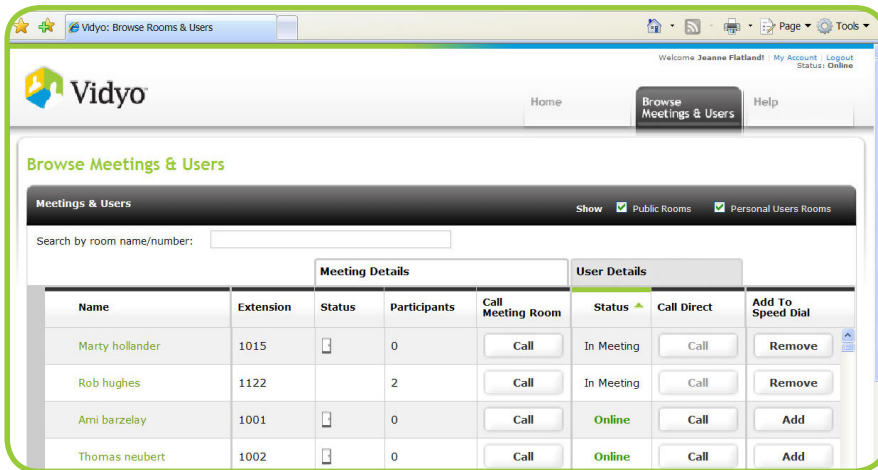 Vidyo: Browse Rooms & Users
Page Tools
Welcome Jeanne Flatland! | My Account | Logout
Status: Online
Vidyo
Home
Browse
Meetings & Users
Help
Browse Meetings & Users
Meetings & Users Show Public Rooms Personal Users Rooms
Search by room name/number:
Meeting Details User Details
Name Extension Status Participants Call Meeting Room Status Call Direct Add To Speed Dial
Marty hollander 1015 0 Call In Meeting Call Remove
Rob hughes 1122 2 Call In Meeting Call Remove
Ami barzelay 1001 0 Call Online Call Add
Thomas neubert 1002 0 Call Online Call Add